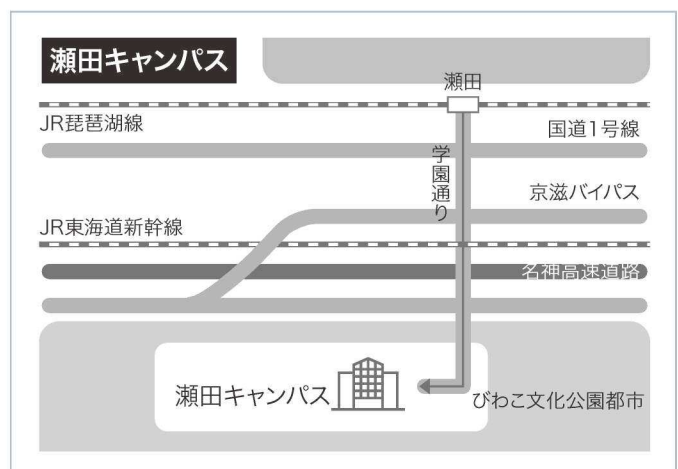 瀬田キャンパス
瀬田
JR琵琶湖線
国道1号線
学園通り
京滋バイパス
JR東海道新幹線
名神高速道路
瀬田キャンパス
びわこ文化公園都市